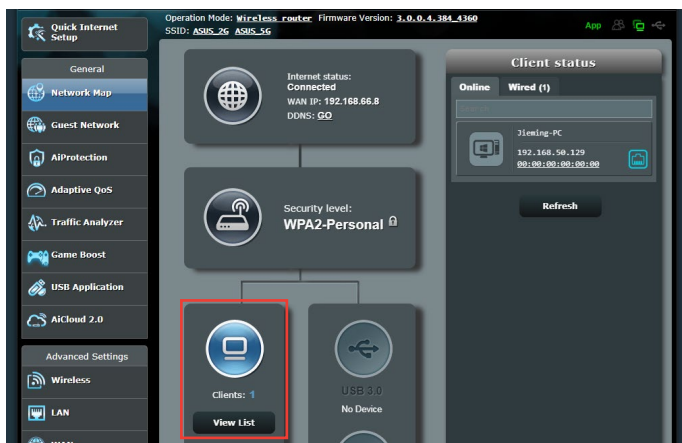 Quick Internet
Setup
General
Network Map
Guest Network
AiProtection
Adaptive QoS
Traffic Analyzer
Game Boost
USB Application
AiCloud 2.0
Advanced Settings
Wireless
LAN
Operation Mode: Wireless router Firmware Version: 3.0.0.4.384_4360
SSID: ASUS_2G ASUS_5G
App
Internet status:
Connected
WAN IP: 192.168.66.8
DDNS: GO
Security level:
WPA2-Personal
Clients: 1
View List
USB 3.0
No Device
Client status
Online Wired (1)
Jieming-PC
192.168.50.129
00:00:00:00:00:00
Refresh